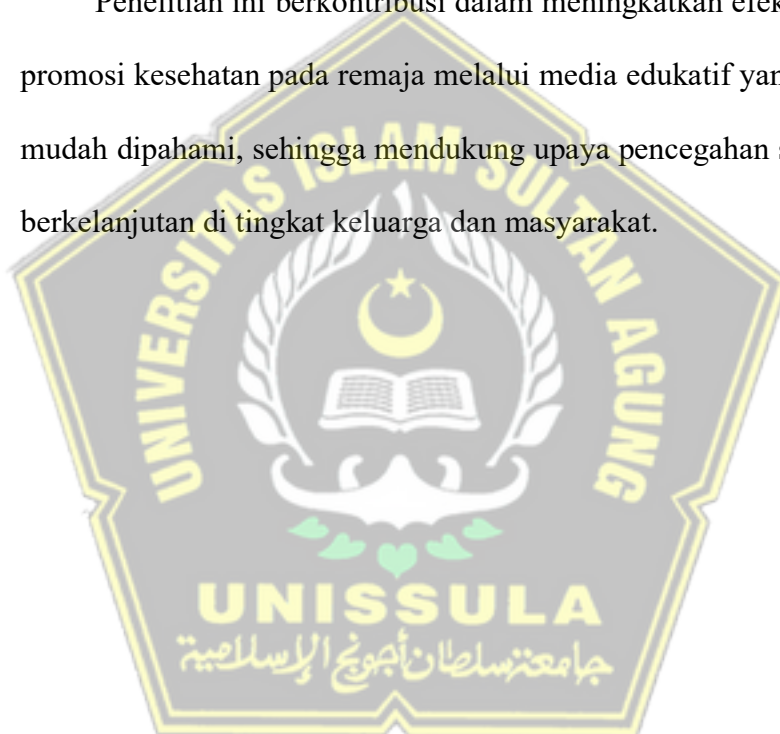 Penelitian ini berkontribusi dalam meningkatkan
promosi kesehatan pada remaja melalui media edukatif
mudah dipahami, sehingga mendukung upaya pencegahan
berkelanjutan di tingkat keluarga dan masyarakat.
UNIVERSITAS ISLAM SULTAN AGUNG
UNISSULA
جامعة سلطان أجونج الإسلامية